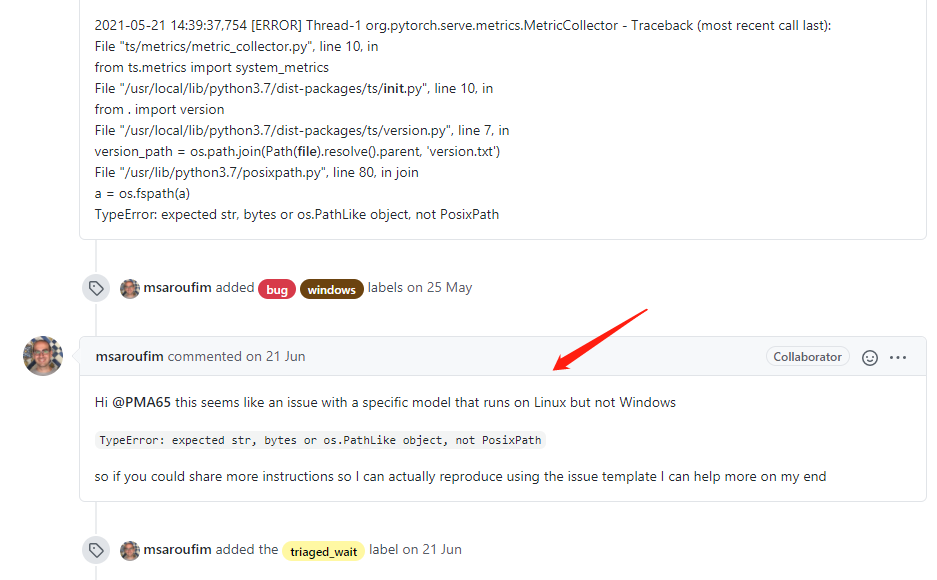 2021-05-21 14:39:37,754 [ERROR] Thread-1 org.pytorch.serve.metrics.MetricCollector - Traceback (most recent call last):
File "ts/metrics/metric_collector.py", line 10, in
from ts.metrics import system_metrics
File "/usr/local/lib/python3.7/dist-packages/ts/init.py", line 10, in
from . import version
File "/usr/local/lib/python3.7/dist-packages/ts/version.py", line 7, in
version_path = os.path.join(Path(file).resolve().parent, 'version.txt')
File "/usr/lib/python3.7/posixpath.py", line 80, in join
a = os.fspath(a)
TypeError: expected str, bytes or os.PathLike object, not PosixPath
msaroufim added bug windows labels on 25 May
msaroufim commented on 21 Jun Collaborator
Hi @PMA65 this seems like an issue with a specific model that runs on Linux but not Windows
TypeError: expected str, bytes or os.PathLike object, not PosixPath
so if you could share more instructions so I can actually reproduce using the issue template I can help more on my end
msaroufim added the triaged_wait label on 21 Jun